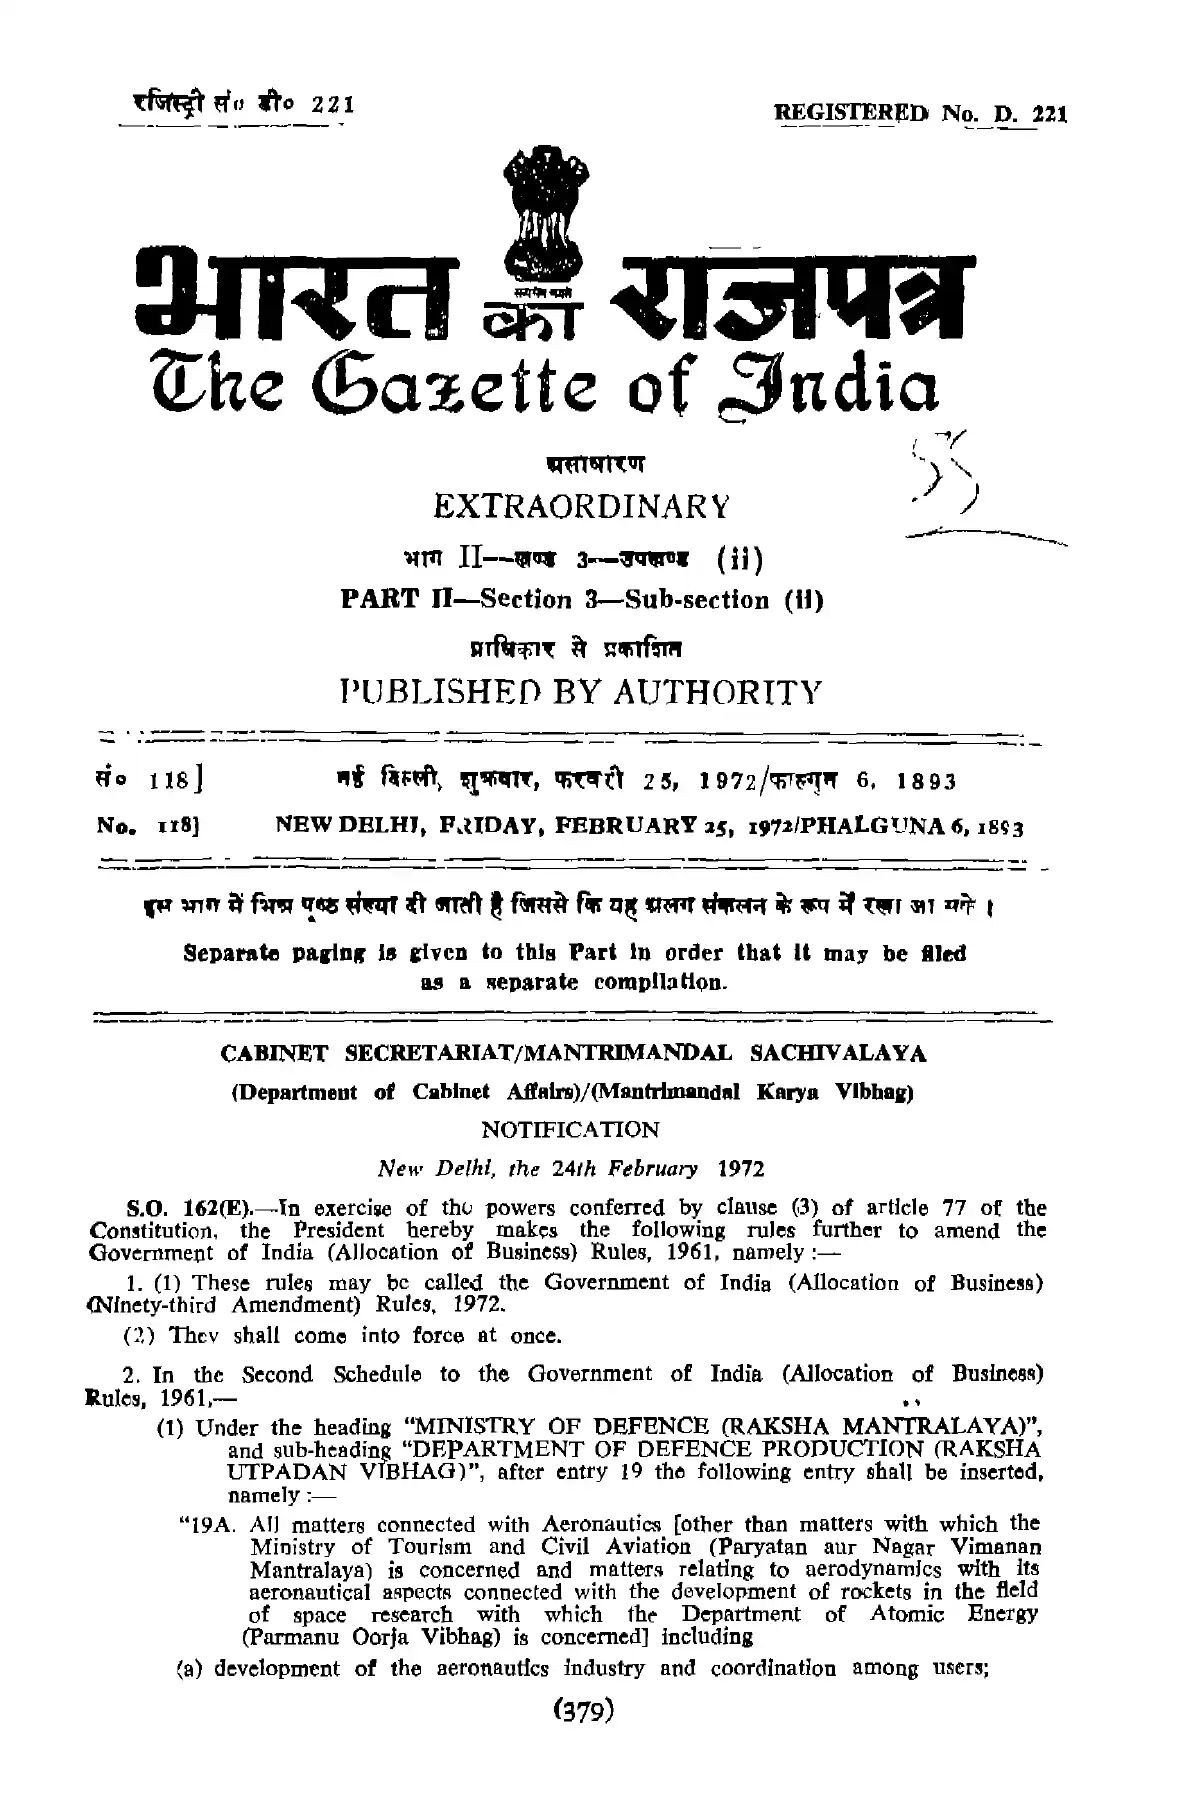 रजिस्ट्री सं० डी० 221
REGISTERED No. D. 221
भारत का राजपत्र
The Gazette of India
असाधारण
EXTRAORDINARY
भाग II—खण्ड 3—उपखण्ड (ii)
PART II—Section 3—Sub-section (ii)
प्राधिकार से प्रकाशित
PUBLISHED BY AUTHORITY
सं० 118] नई दिल्ली, शुक्रवार, फरवरी 25, 1972/फाल्गुन 6, 1893
No. 118] NEW DELHI, FRIDAY, FEBRUARY 25, 1972/PHALGUNA 6, 1893
इस भाग में भिन्न पृष्ठ संख्या दी जाती है जिससे कि यह अलग संकलन के रूप में रखा जा सके ।
Separate paging is given to this Part in order that it may be filed
as a separate compilation.
CABINET SECRETARIAT/MANTRIMANDAL SACHIVALAYA
(Department of Cabinet Affairs)/(Mantrimandal Karya Vibhag)
NOTIFICATION
New Delhi, the 24th February 1972
S.O. 162(E).—In exercise of the powers conferred by clause (3) of article 77 of the
Constitution, the President hereby makes the following rules further to amend the
Government of India (Allocation of Business) Rules, 1961, namely :—
1. (1) These rules may be called the Government of India (Allocation of Business)
(Ninety-third Amendment) Rules, 1972.
(2) They shall come into force at once.
2. In the Second Schedule to the Government of India (Allocation of Business)
Rules, 1961,—
(1) Under the heading “MINISTRY OF DEFENCE (RAKSHA MANTRALAYA)”,
and sub-heading “DEPARTMENT OF DEFENCE PRODUCTION (RAKSHA
UTPADAN VIBHAG)”, after entry 19 the following entry shall be inserted,
namely :—
“19A. All matters connected with Aeronautics [other than matters with which the
Ministry of Tourism and Civil Aviation (Paryatan aur Nagar Vimanan
Mantralaya) is concerned and matters relating to aerodynamics with its
aeronautical aspects connected with the development of rockets in the field
of space research with which the Department of Atomic Energy
(Parmanu Oorja Vibhag) is concerned] including
(a) development of the aeronautics industry and coordination among users;
(379)